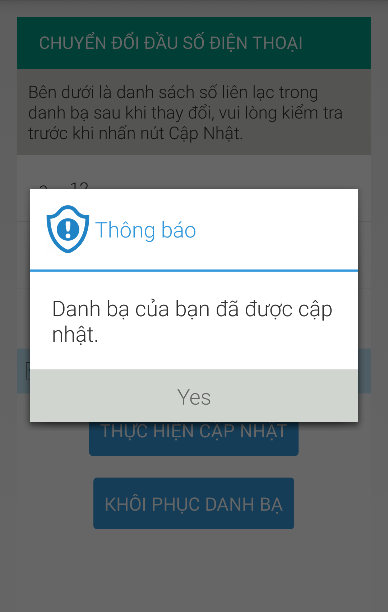 CHUYỂN ĐỔI ĐẦU SỐ ĐIỆN THOẠI
Bên dưới là danh sách số liên lạc trong
danh bạ sau khi thay đổi, vui lòng kiểm tra
trước khi nhấn nút Cập Nhật.
Thông báo
Danh bạ của bạn đã được cập
nhật.
Yes
THỰC HIỆN CẬP NHẬT
KHÔI PHỤC DANH BẠ